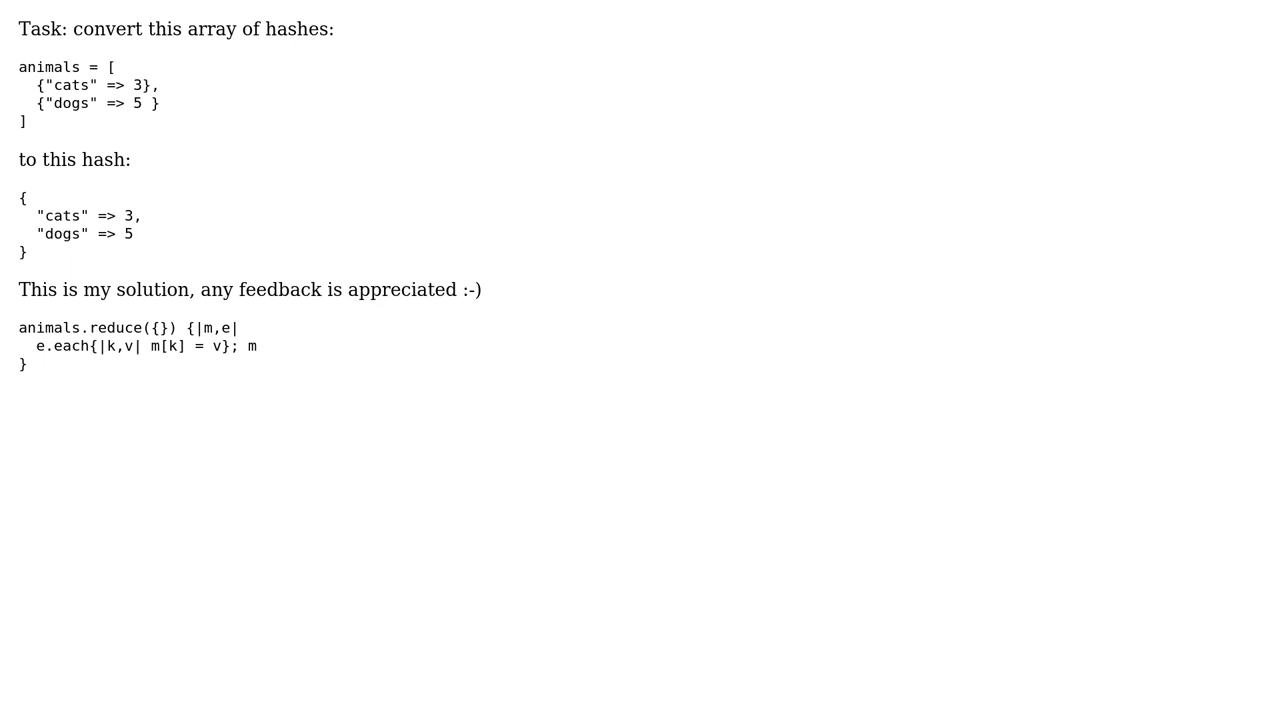 Task: convert this array of hashes:
animals = [
  {"cats" => 3},
  {"dogs" => 5 }
]
to this hash:
{
  "cats" => 3,
  "dogs" => 5
}
This is my solution, any feedback is appreciated :-)
animals.reduce({}) {|m,e|
  e.each{|k,v| m[k] = v}; m
}